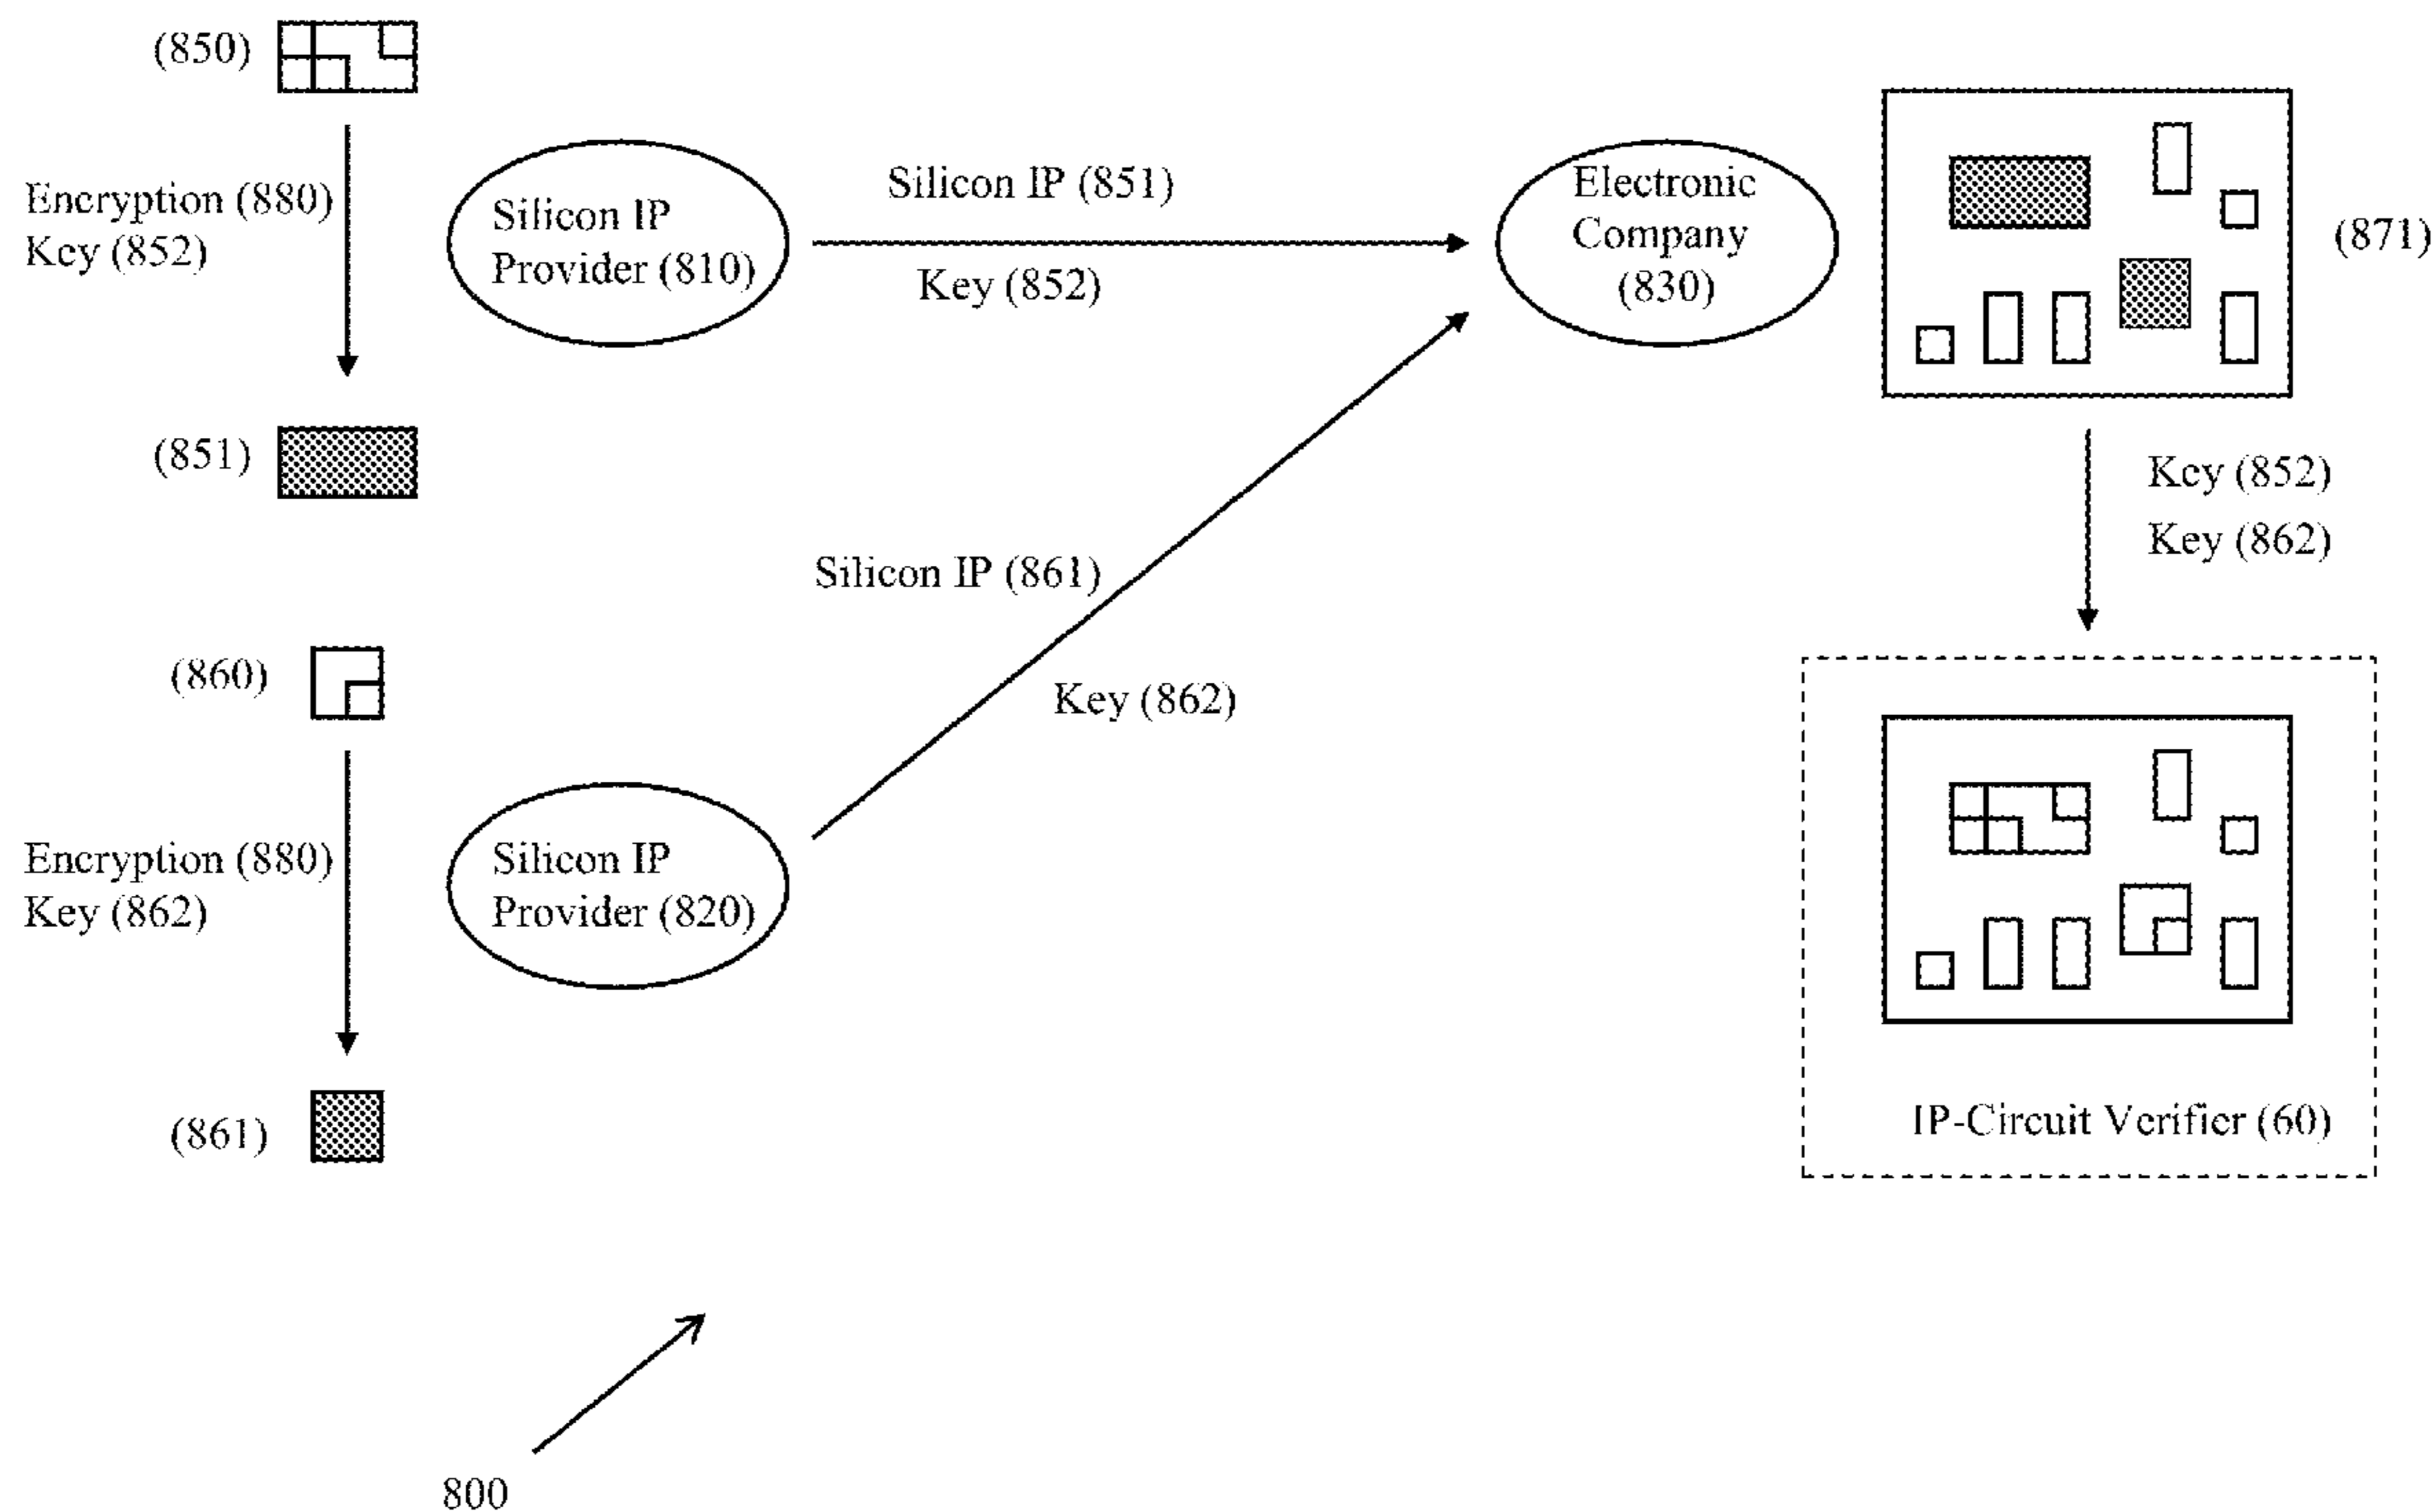 (850)
Encryption (880)
Key (852)
(851)
Silicon IP
Provider (810)
Silicon IP (851)
Key (852)
Electronic
Company
(830)
(871)
Key (852)
Key (862)
(860)
Encryption (880)
Key (862)
(861)
Silicon IP
Provider (820)
Silicon IP (861)
Key (862)
IP-Circuit Verifier (60)
800